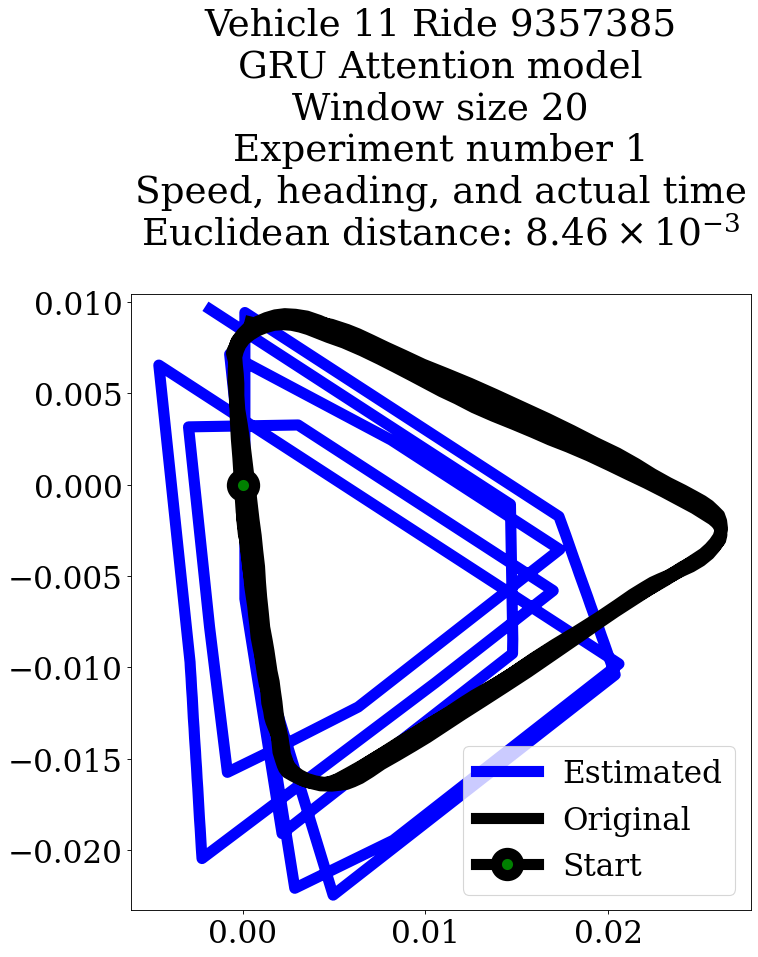 Vehicle 11 Ride 9357385
GRU Attention model
Window size 20
Experiment number 1
Speed, heading, and actual time
Euclidean distance: 8.46 × 10⁻³
0.010
0.005
0.000
−0.005
−0.010
−0.015
−0.020
Estimated
Original
Start
0.00 0.01 0.02